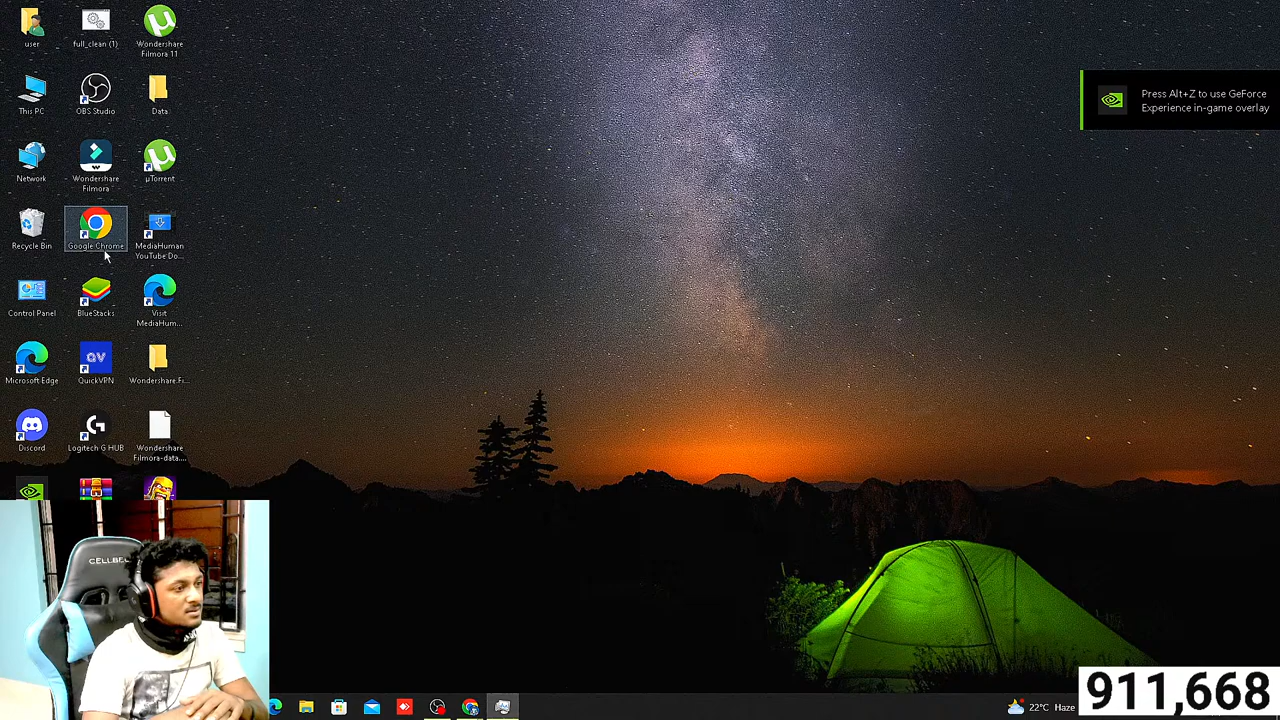 user
full_clean (1)
Wondershare
Filmora 11
This PC
OBS Studio
Data
Network
Wondershare
Filmora
µTorrent
Recycle Bin
Google Chrome
MediaHuman
YouTube Do...
Control Panel
BlueStacks
Visit
MediaHum...
Microsoft Edge
QuickVPN
Wondershare.Fi...
Discord
Logitech G HUB
Wondershare
Filmora-data....
Press Alt+Z to use GeForce
Experience in-game overlay
22°C Haze
911,668